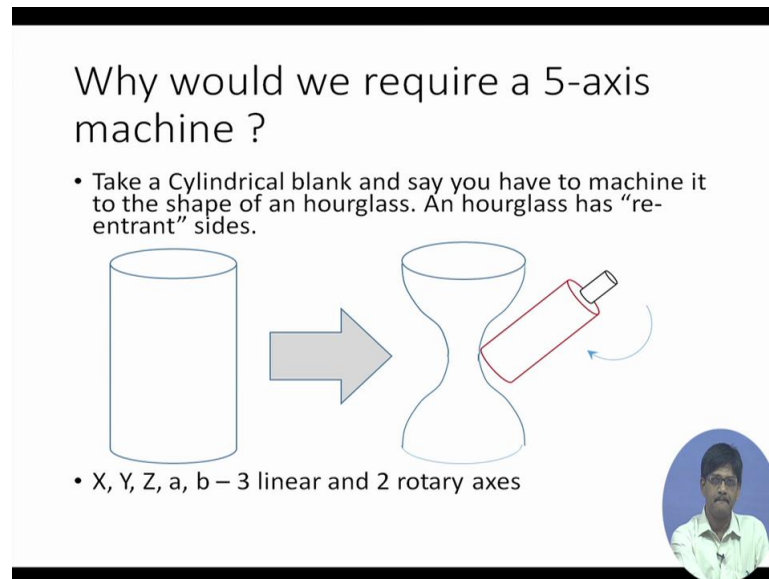 Why would we require a 5-axis
machine ?
• Take a Cylindrical blank and say you have to machine it
to the shape of an hourglass. An hourglass has “re-
entrant” sides.
• X, Y, Z, a, b – 3 linear and 2 rotary axes